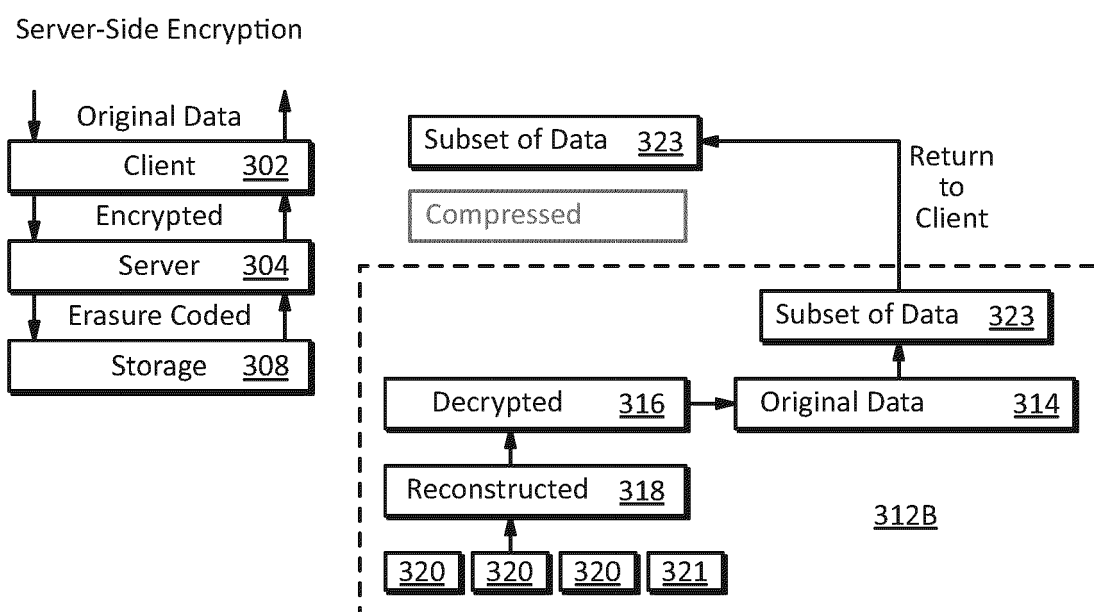 Server-Side Encryption
Original Data
Client 302
Encrypted
Server 304
Erasure Coded
Storage 308
Subset of Data 323
Compressed
Return
to
Client
Subset of Data 323
Decrypted 316
Original Data 314
Reconstructed 318
312B
320 320 320 321